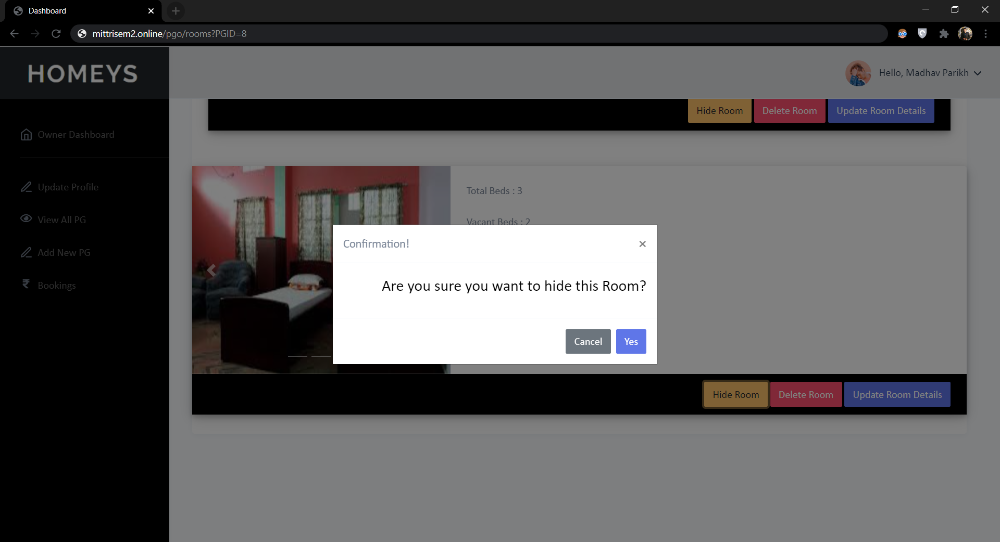 Dashboard
mittrisem2.online/pgo/rooms?PGID=8
HOMEYS
Hello, Madhav Parikh
Owner Dashboard
Update Profile
View All PG
Add New PG
Bookings
Hide Room
Delete Room
Update Room Details
Total Beds : 3
Vacant Beds : 2
Confirmation!
×
Are you sure you want to hide this Room?
Cancel
Yes
Hide Room
Delete Room
Update Room Details